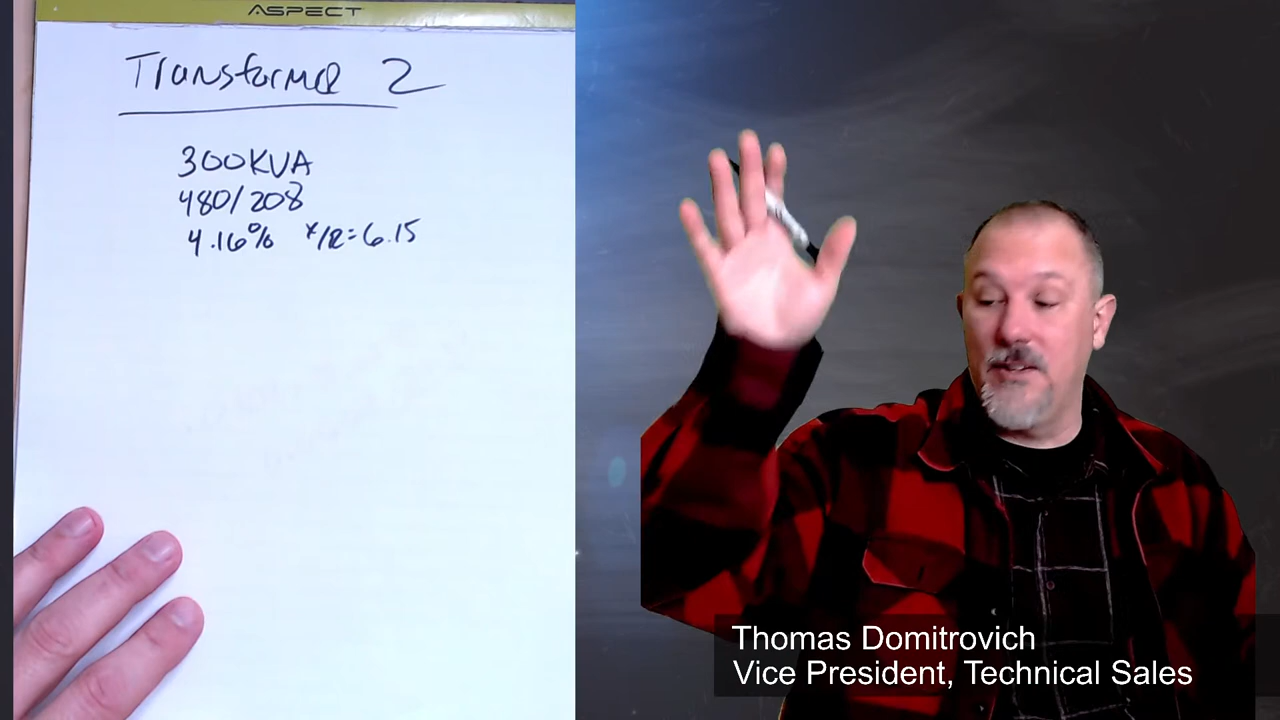 ASPECT
Transformer 2
300KVA
480/208
4.16% X/R=6.15
Thomas Domitrovich
Vice President, Technical Sales